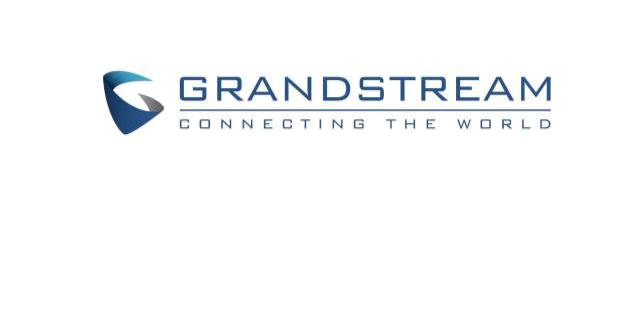 GRANDSTREAM
CONNECTING THE WORLD